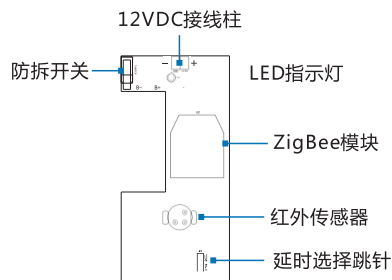 12VDC接线柱
防拆开关
- +
LED指示灯
B- B+
ZigBee模块
红外传感器
延时选择跳针